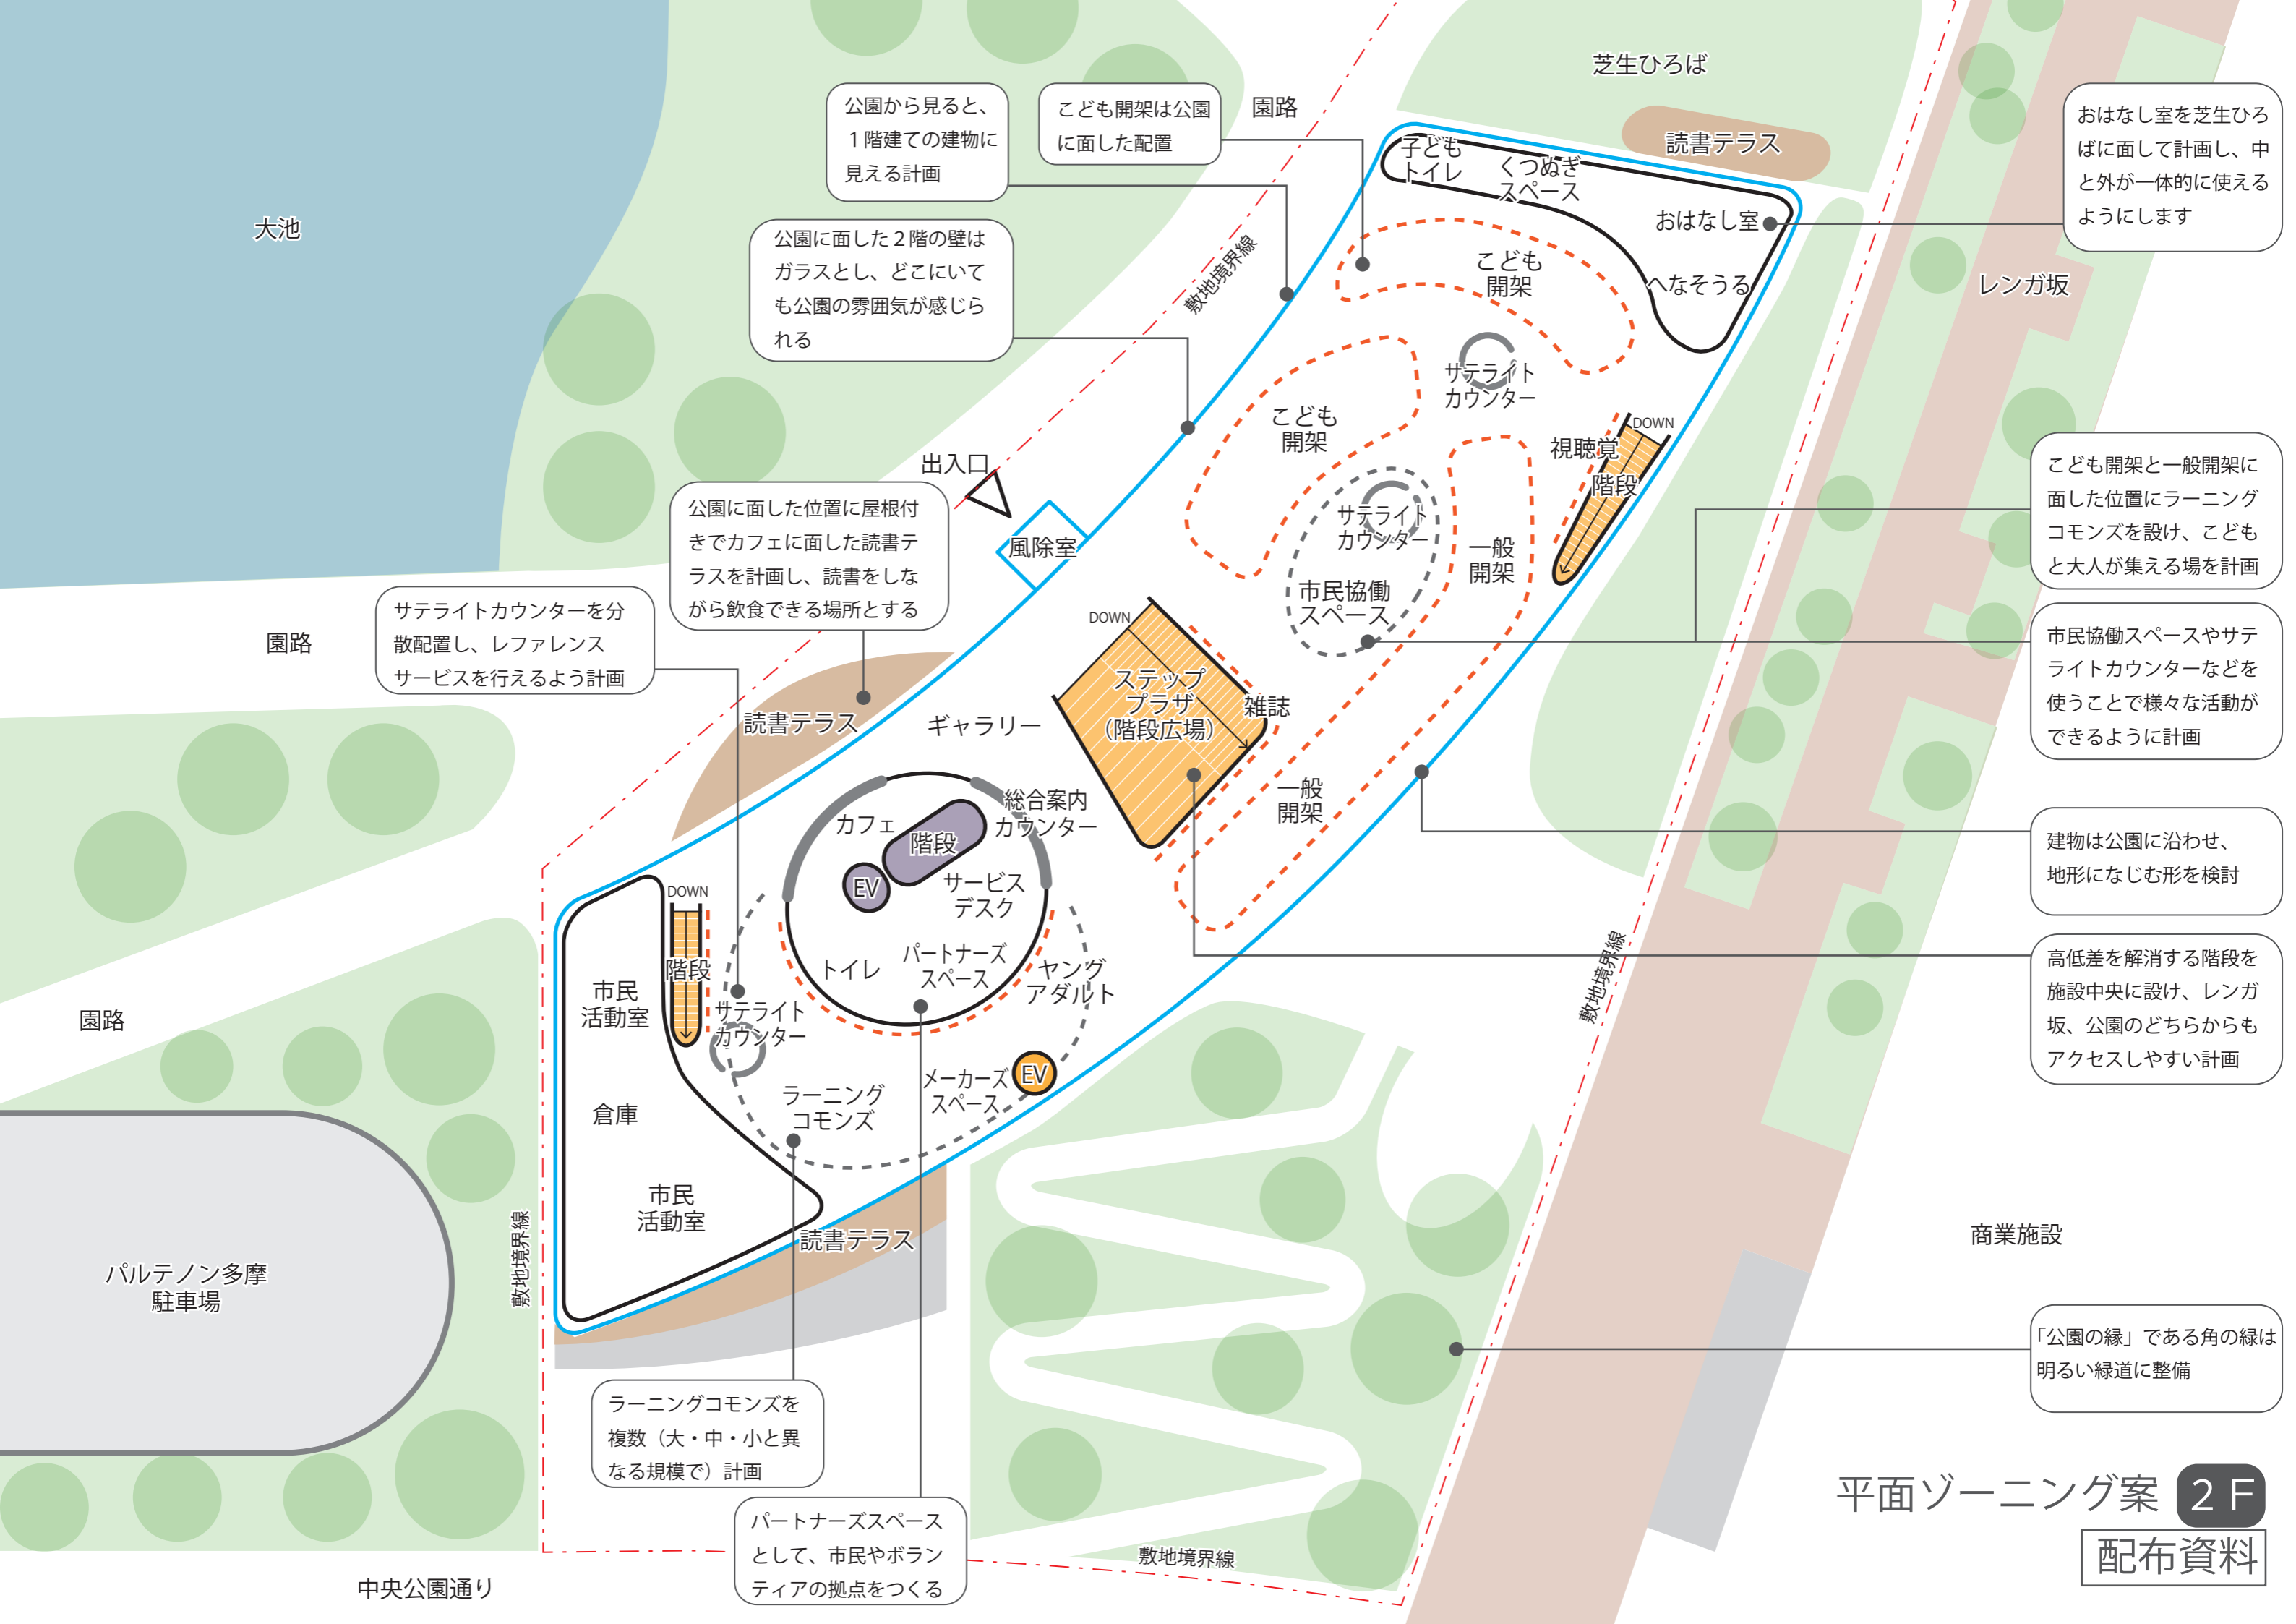 芝生ひろば
園路
読書テラス
公園から見ると、
１階建ての建物に
見える計画
こども開架は公園
に面した配置
おはなし室を芝生ひろ
ばに面して計画し、中
と外が一体的に使える
ようにします
大池
公園に面した２階の壁は
ガラスとし、どこにいて
も公園の雰囲気が感じら
れる
敷地境界線
子ども
トイレ
くつぬぎ
スペース
おはなし室
へなそうる
こども
開架
レンガ坂
サテライト
カウンター
こども
開架
視聴覚
DOWN
階段
出入口
風除室
公園に面した位置に屋根付
きでカフェに面した読書テ
ラスを計画し、読書をしな
がら飲食できる場所とする
サテライト
カウンター
市民協働
スペース
一般
開架
こども開架と一般開架に
面した位置にラーニング
コモンズを設け、こども
と大人が集える場を計画
園路
サテライトカウンターを分
散配置し、レファレンス
サービスを行えるよう計画
DOWN
ステップ
プラザ
（階段広場）
雑誌
市民協働スペースやサテ
ライトカウンターなどを
使うことで様々な活動が
できるように計画
読書テラス
ギャラリー
一般
開架
総合案内
カウンター
カフェ
階段
EV
サービス
デスク
建物は公園に沿わせ、
地形になじむ形を検討
DOWN
階段
トイレ
パートナーズ
スペース
ヤング
アダルト
敷地境界線
高低差を解消する階段を
施設中央に設け、レンガ
坂、公園のどちらからも
アクセスしやすい計画
園路
市民
活動室
サテライト
カウンター
倉庫
ラーニング
コモンズ
メーカーズ
スペース
EV
市民
活動室
読書テラス
敷地境界線
パルテノン多摩
駐車場
商業施設
「公園の縁」である角の緑は
明るい緑道に整備
ラーニングコモンズを
複数（大・中・小と異
なる規模で）計画
パートナーズスペース
として、市民やボラン
ティアの拠点をつくる
敷地境界線
中央公園通り
平面ゾーニング案 ２Ｆ
配布資料